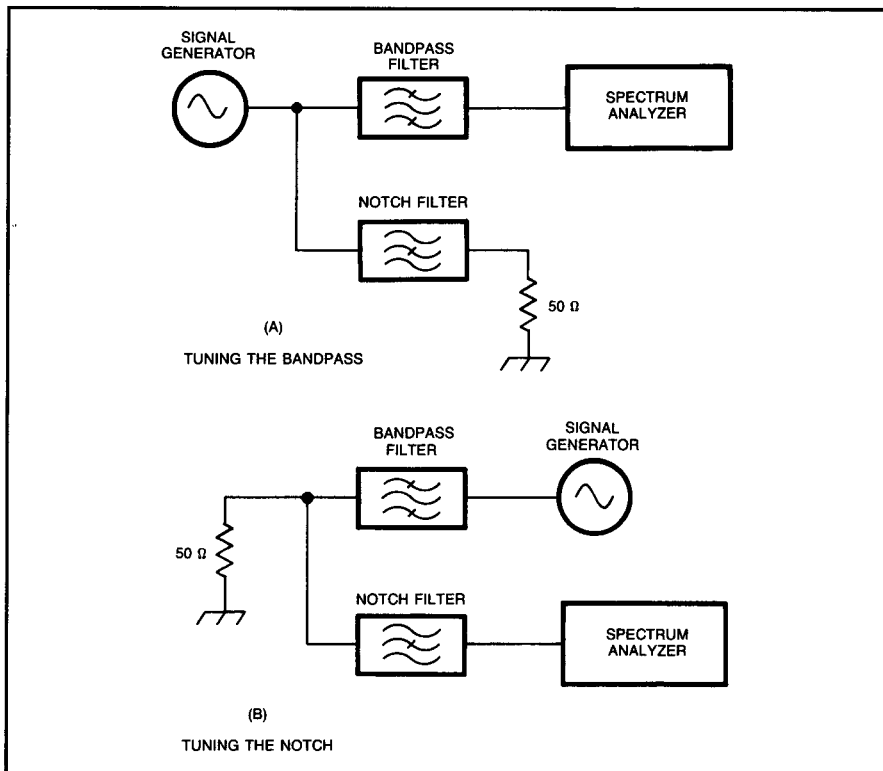 SIGNAL
GENERATOR
BANDPASS
FILTER
SPECTRUM
ANALYZER
NOTCH FILTER
50 Ω
(A)
TUNING THE BANDPASS
BANDPASS
FILTER
SIGNAL
GENERATOR
50 Ω
NOTCH FILTER
SPECTRUM
ANALYZER
(B)
TUNING THE NOTCH